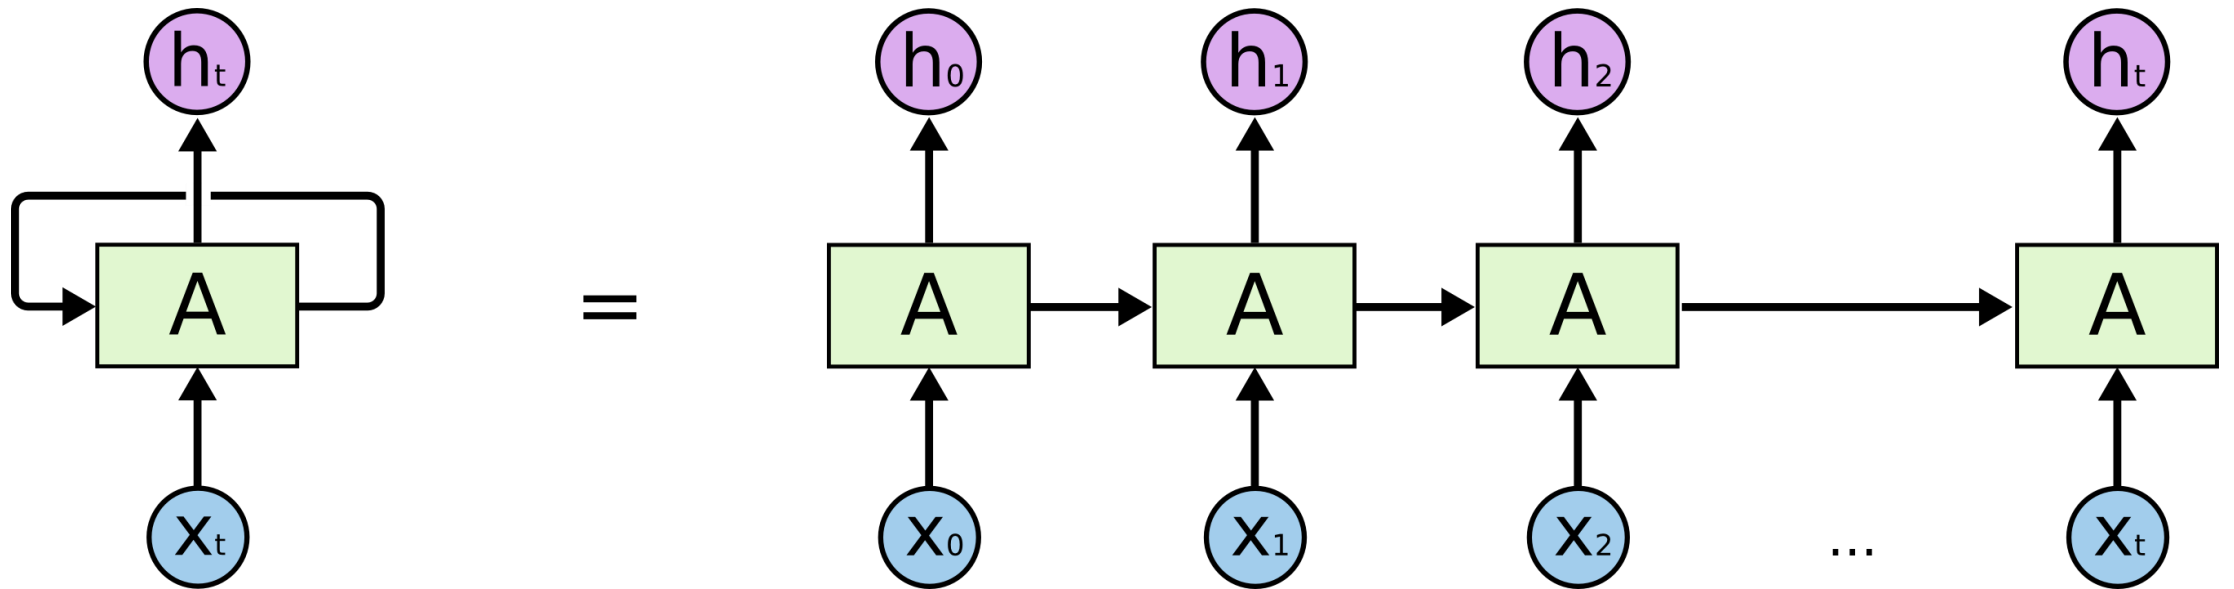 hₜ h₀ h₁ h₂ hₜ
A = A A A A
xₜ x₀ x₁ x₂ ... xₜ